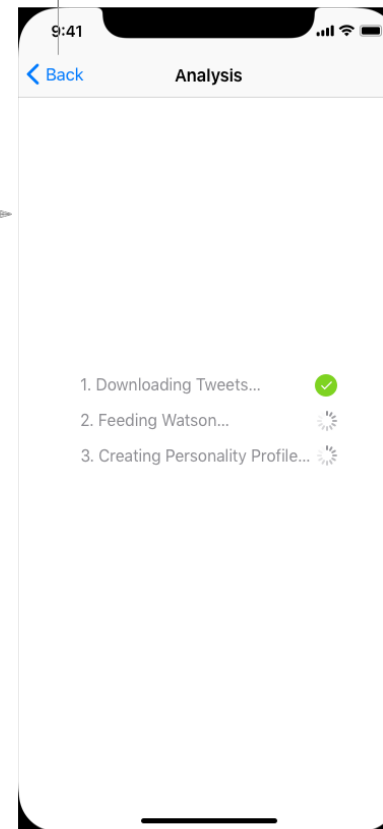 9:41
Back
Analysis
1. Downloading Tweets...
2. Feeding Watson...
3. Creating Personality Profile...